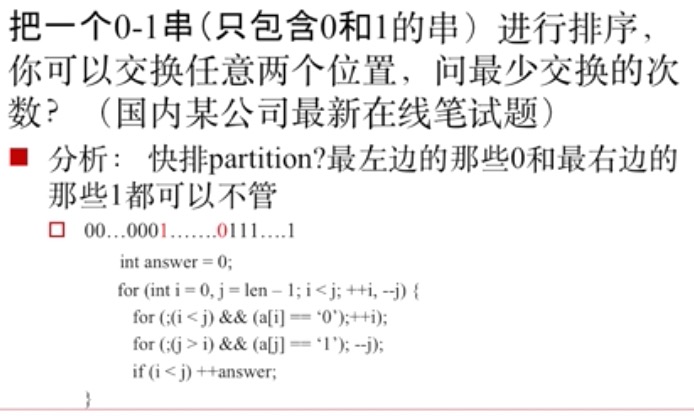 把一个0-1串(只包含0和1的串）进行排序，
你可以交换任意两个位置，问最少交换的次
数？（国内某公司最新在线笔试题）
分析： 快排partition?最左边的那些0和最右边的
那些1都可以不管
00…0001…….0111….1
int answer = 0;
for (int i = 0, j = len – 1; i < j; ++i, --j) {
for (;(i < j) && (a[i] == ‘0’);++i);
for (;(j > i) && (a[j] == ‘1’); --j);
if (i < j) ++answer;
}